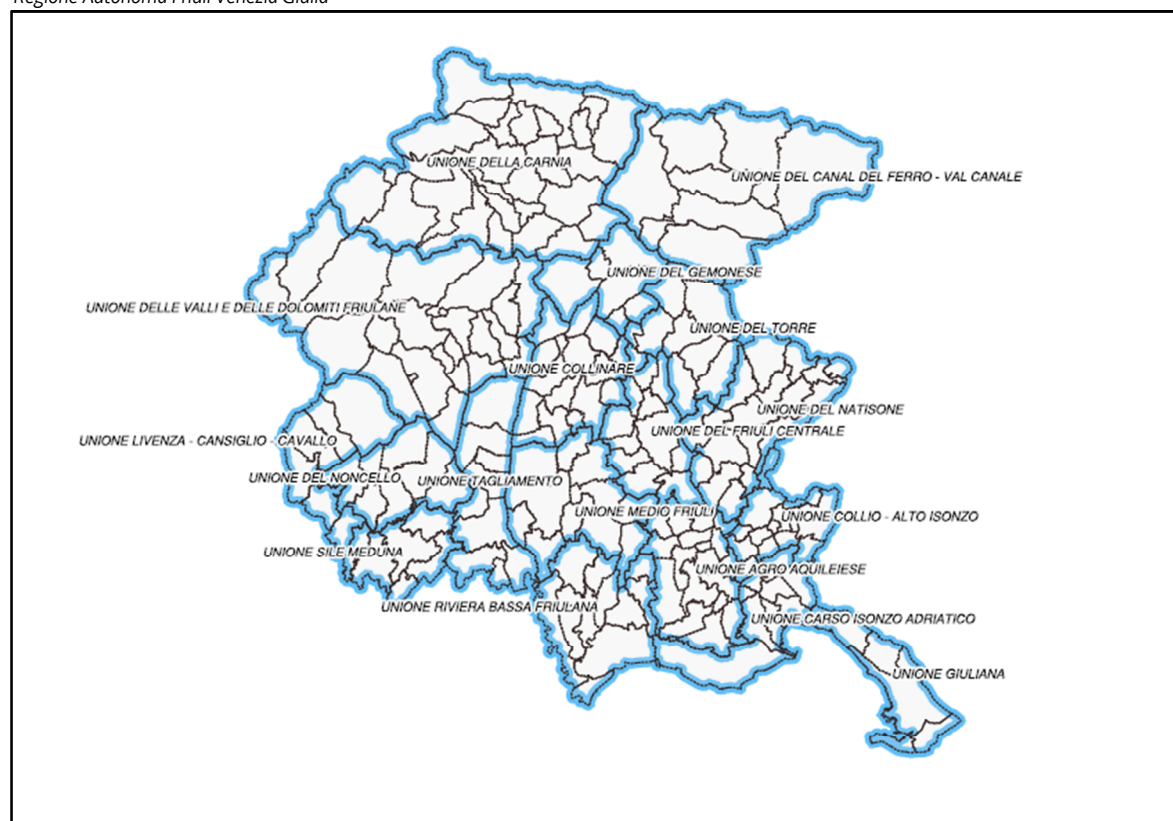 Regione Autonoma Friuli Venezia Giulia
UNIONE DELLA CARNIA
UNIONE DEL CANAL DEL FERRO - VAL CANALE
UNIONE DEL GEMONESE
UNIONE DELLE VALLI E DELLE DOLOMITI FRIULANE
UNIONE DEL TORRE
UNIONE COLLINARE
UNIONE DEL NATISONE
UNIONE DEL FRIULI CENTRALE
UNIONE LIVENZA - CANSIGLIO - CAVALLO
UNIONE DEL NONCELLO
UNIONE TAGLIAMENTO
UNIONE MEDIO FRIULI
UNIONE COLLIO - ALTO ISONZO
UNIONE SILE MEDUNA
UNIONE AGRO AQUILEIESE
UNIONE RIVIERA BASSA FRIULANA
UNIONE CARSO ISONZO ADRIATICO
UNIONE GIULIANA